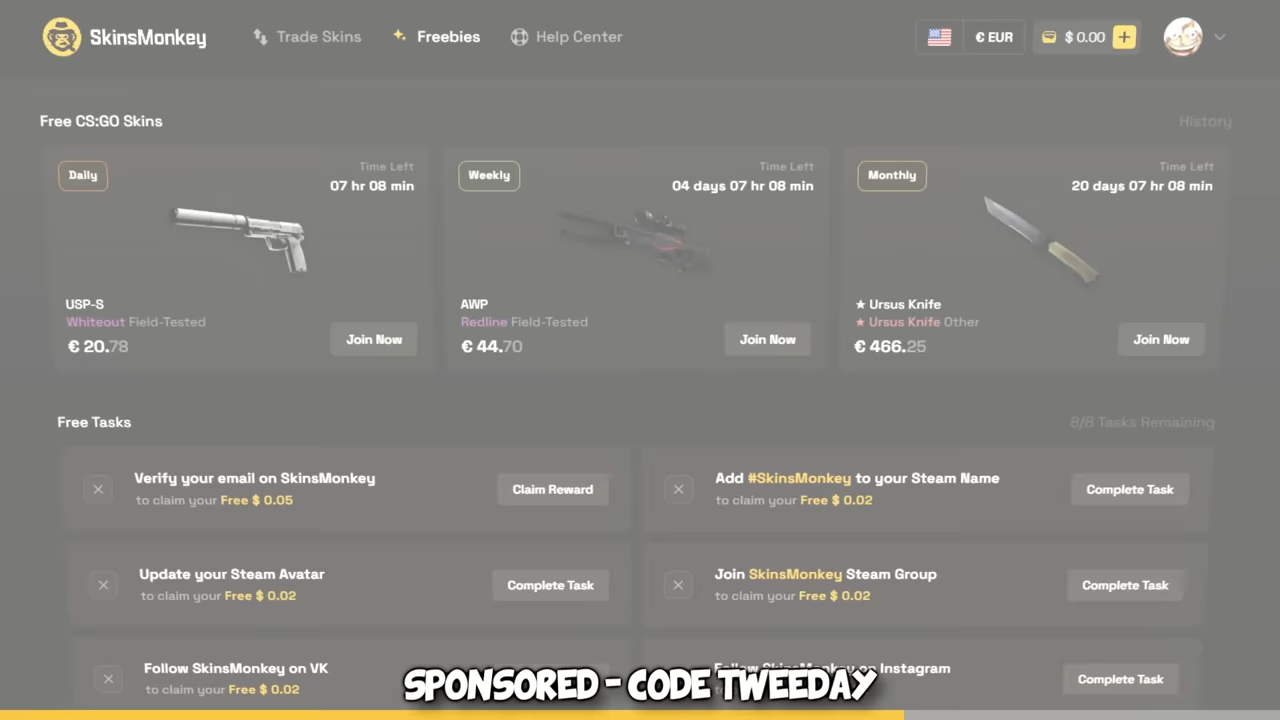 SkinsMonkey
Trade Skins
Freebies
Help Center
€ EUR
$ 0.00
Free CS:GO Skins
History
Daily
Time Left
07 hr 08 min
USP-S
Whiteout Field-Tested
€ 20.78
Join Now
Weekly
Time Left
04 days 07 hr 08 min
AWP
Redline Field-Tested
€ 44.70
Join Now
Monthly
Time Left
20 days 07 hr 08 min
★ Ursus Knife
★ Ursus Knife Other
€ 466.25
Join Now
Free Tasks
8/8 Tasks Remaining
Verify your email on SkinsMonkey
to claim your Free $ 0.05
Claim Reward
Add #SkinsMonkey to your Steam Name
to claim your Free $ 0.02
Complete Task
Update your Steam Avatar
to claim your Free $ 0.02
Complete Task
Join SkinsMonkey Steam Group
to claim your Free $ 0.02
Complete Task
Follow SkinsMonkey on VK
to claim your Free $ 0.02
Follow SkinsMonkey on Instagram
Complete Task
SPONSORED - CODE TWEEDAY